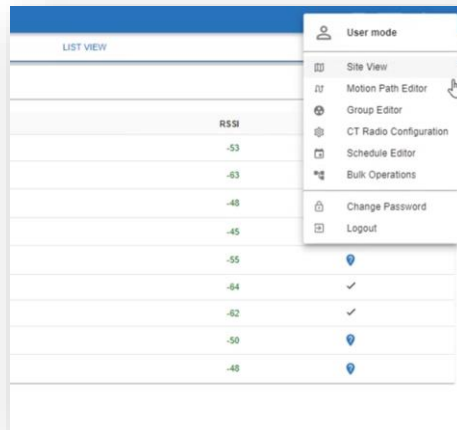 User mode
LIST VIEW
Site View
Motion Path Editor
Group Editor
RSSI
CT Radio Configuration
-53
Schedule Editor
-63
Bulk Operations
-48
Change Password
-45
Logout
-55
-64
-62
-50
-48